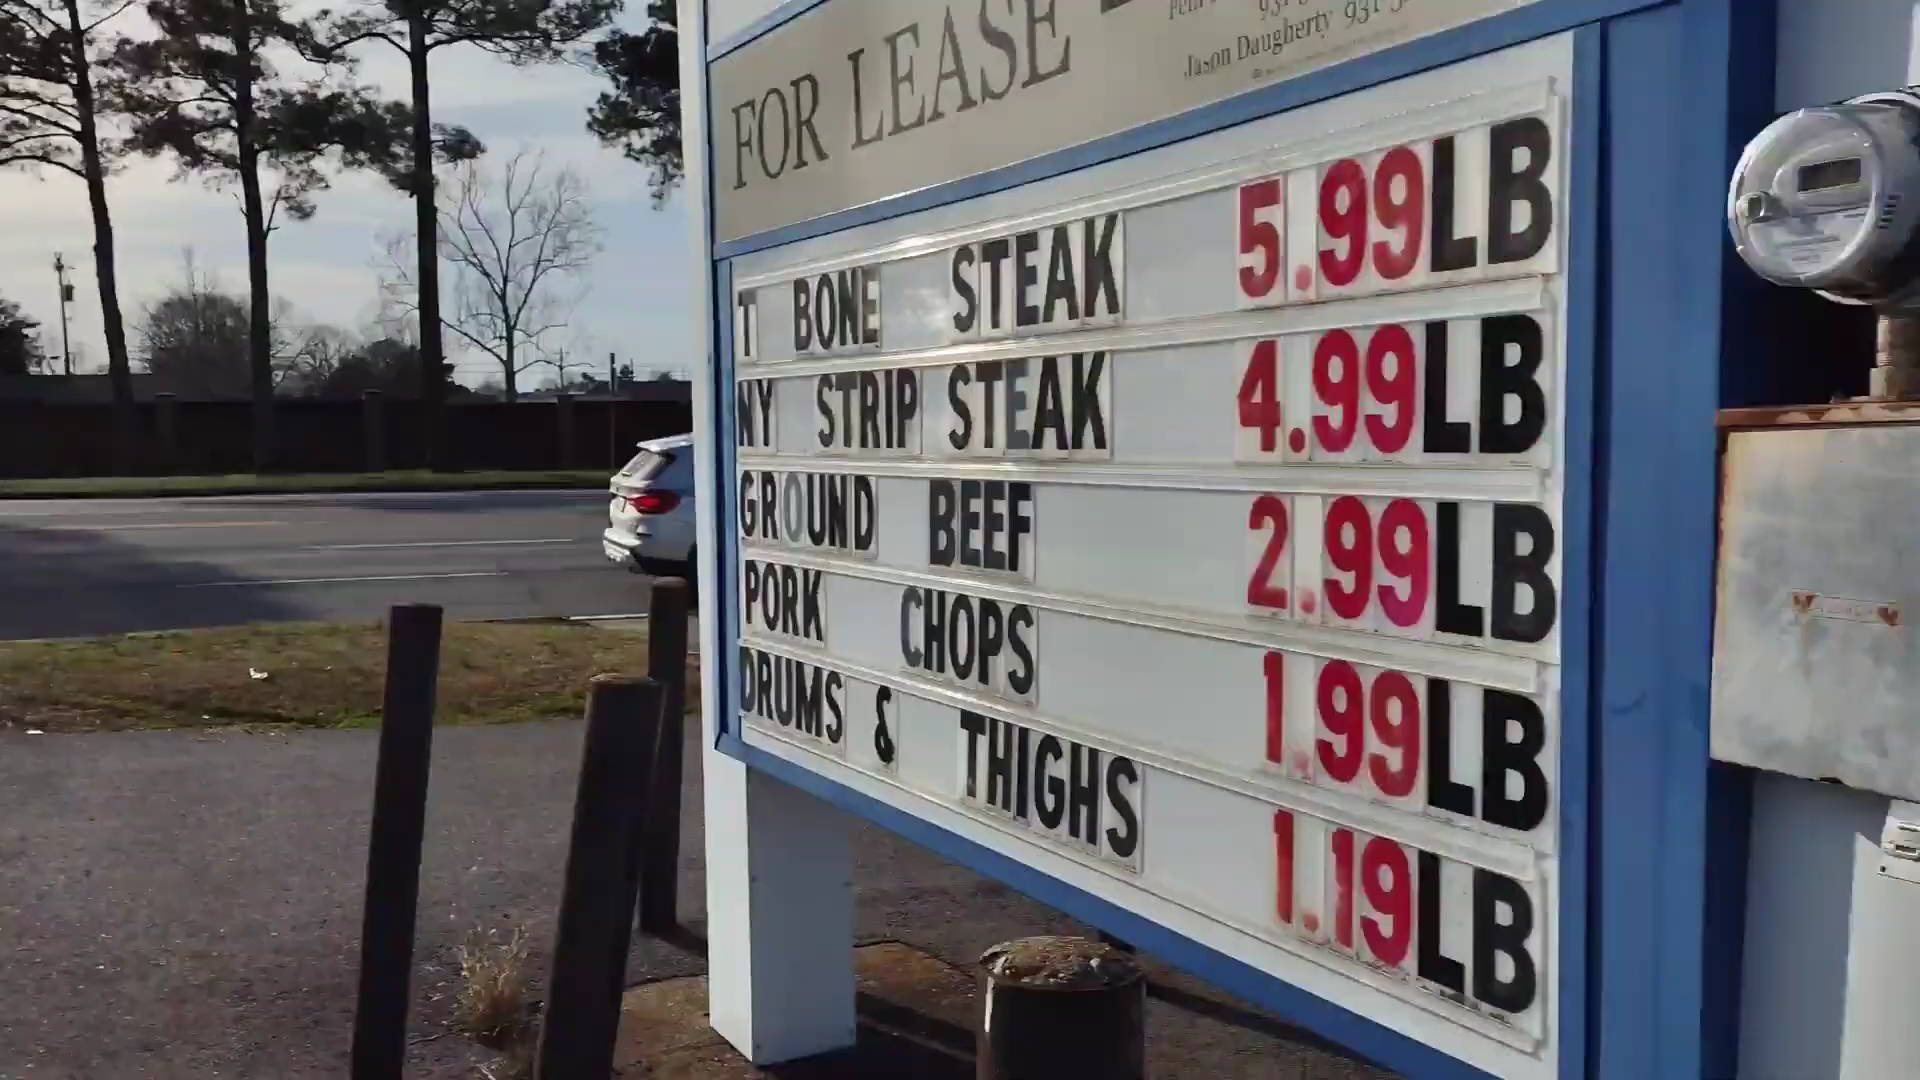 FOR LEASE
Jason Daugherty 931-
T BONE STEAK 5.99LB
NY STRIP STEAK 4.99LB
GROUND BEEF 2.99LB
PORK CHOPS 1.99LB
DRUMS & THIGHS 1.19LB